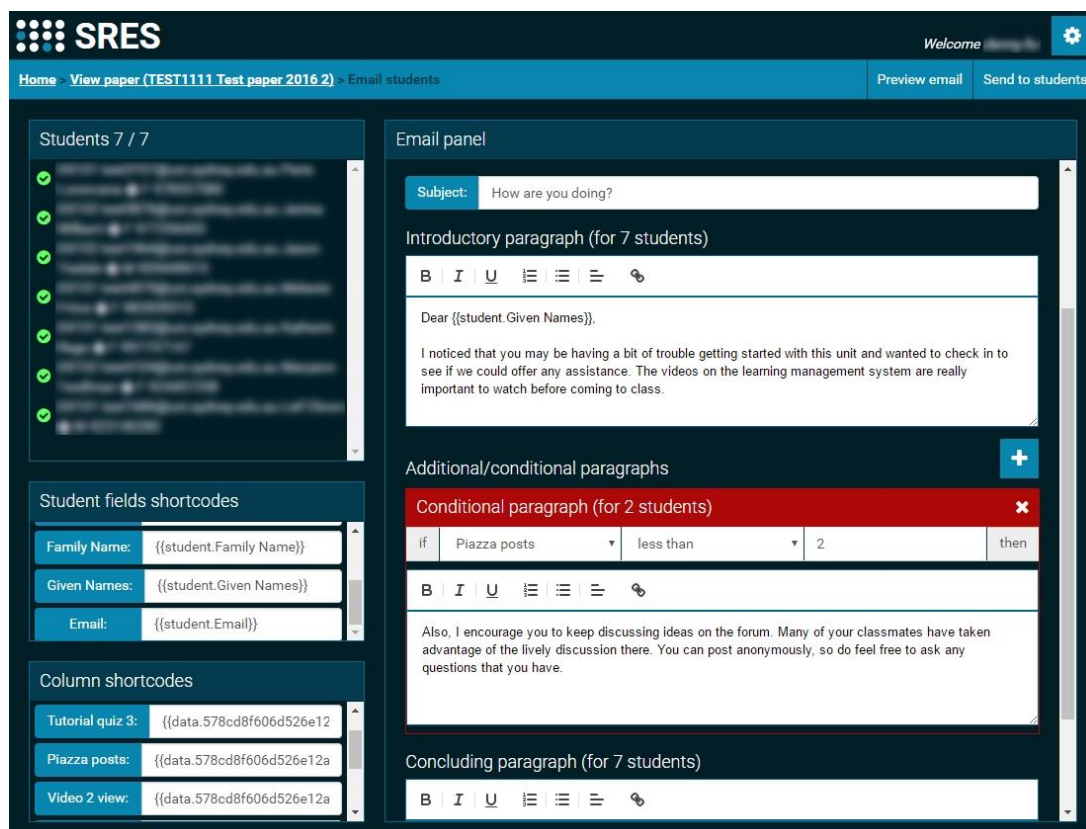 SRES
Welcome
Home > View paper (TEST1111 Test paper 2016 2) > Email students
Preview email
Send to students
Students 7 / 7
Student fields shortcodes
Family Name: {{student.Family Name}}
Given Names: {{student.Given Names}}
Email: {{student.Email}}
Column shortcodes
Tutorial quiz 3: {{data.578cd8f606d526e12
Piazza posts: {{data.578cd8f606d526e12a
Video 2 view: {{data.578cd8f606d526e12a
Email panel
Subject: How are you doing?
Introductory paragraph (for 7 students)
B I U
Dear {{student.Given Names}},
I noticed that you may be having a bit of trouble getting started with this unit and wanted to check in to
see if we could offer any assistance. The videos on the learning management system are really
important to watch before coming to class.
Additional/conditional paragraphs
Conditional paragraph (for 2 students)
if Piazza posts less than 2 then
B I U
Also, I encourage you to keep discussing ideas on the forum. Many of your classmates have taken
advantage of the lively discussion there. You can post anonymously, so do feel free to ask any
questions that you have.
Concluding paragraph (for 7 students)
B I U